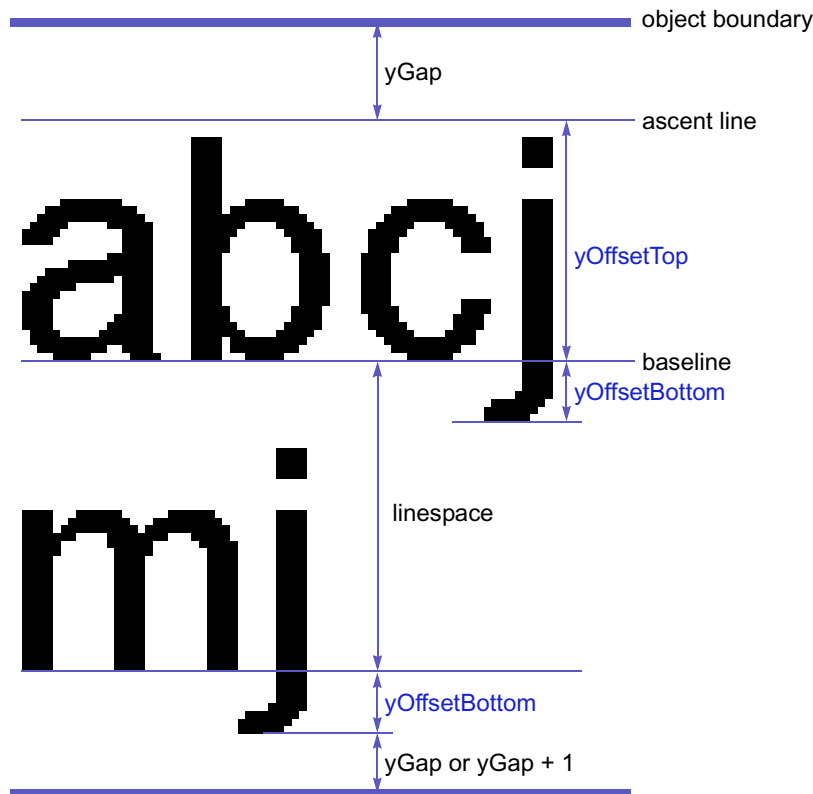 object boundary
yGap
ascent line
abcj
yOffsetTop
baseline
yOffsetBottom
linespace
mj
yOffsetBottom
yGap or yGap + 1